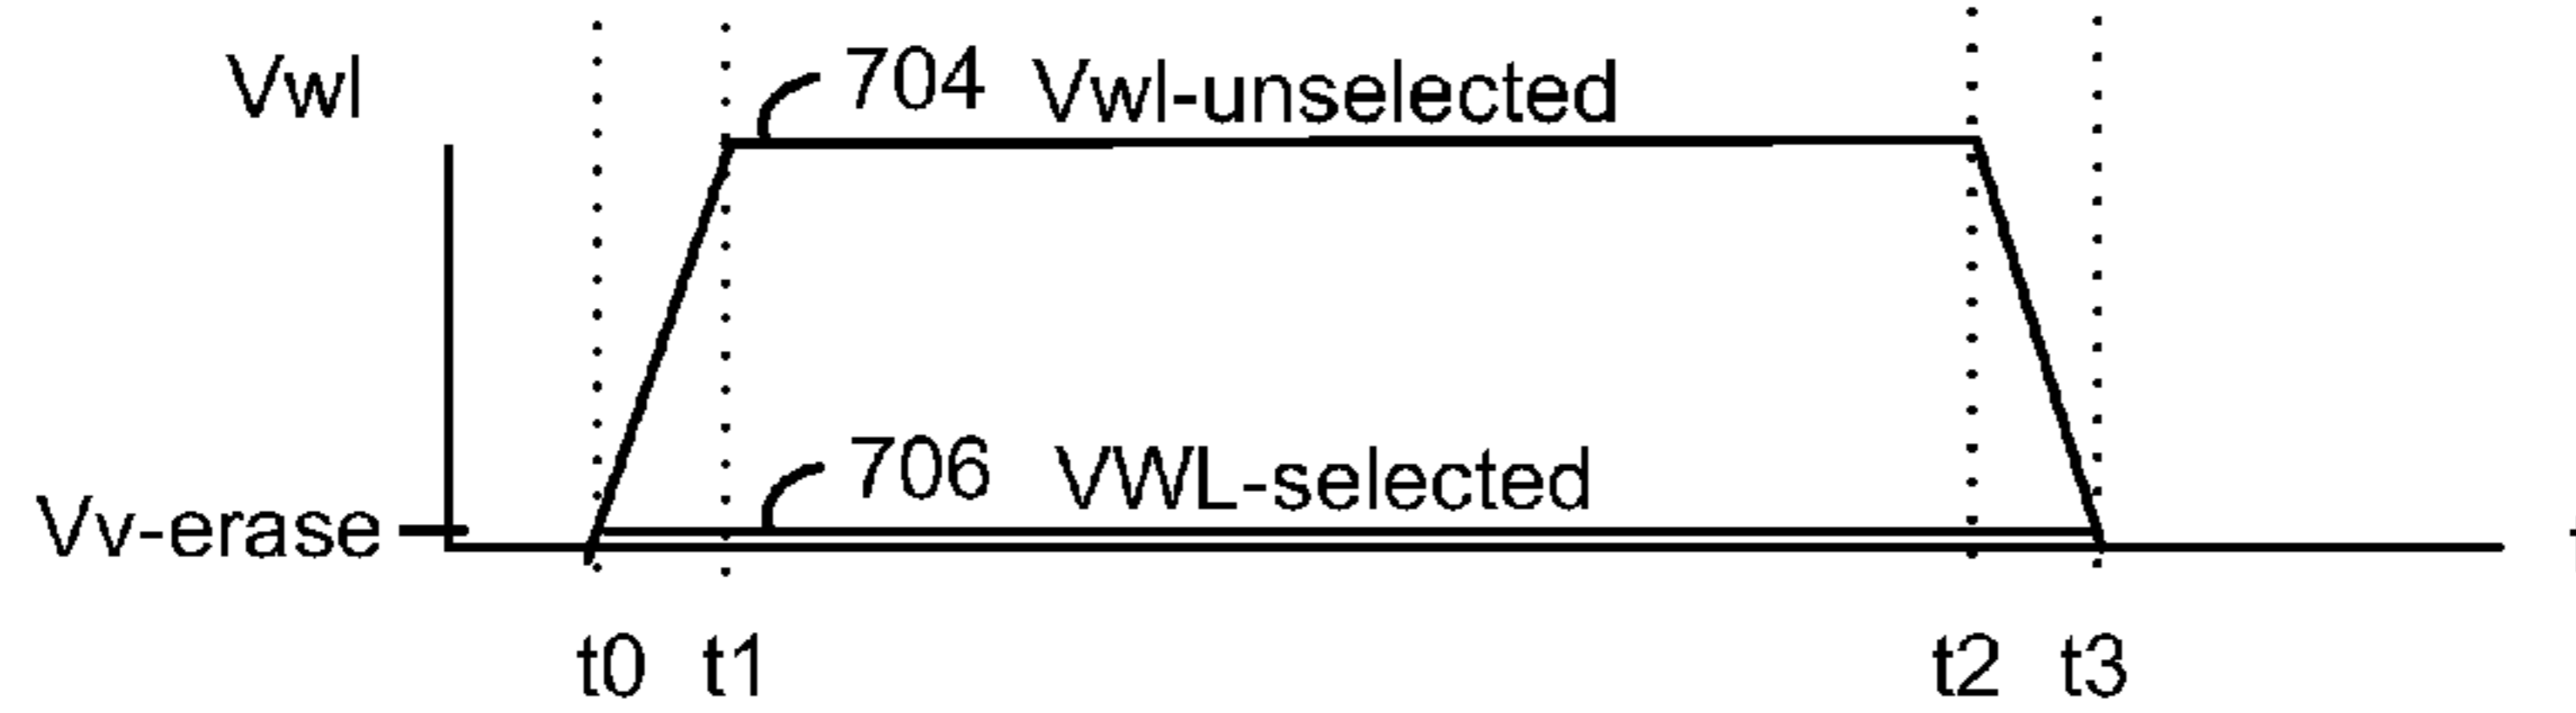 Vwl
704 Vwl-unselected
706 VWL-selected
Vv-erase
t0 t1 t2 t3